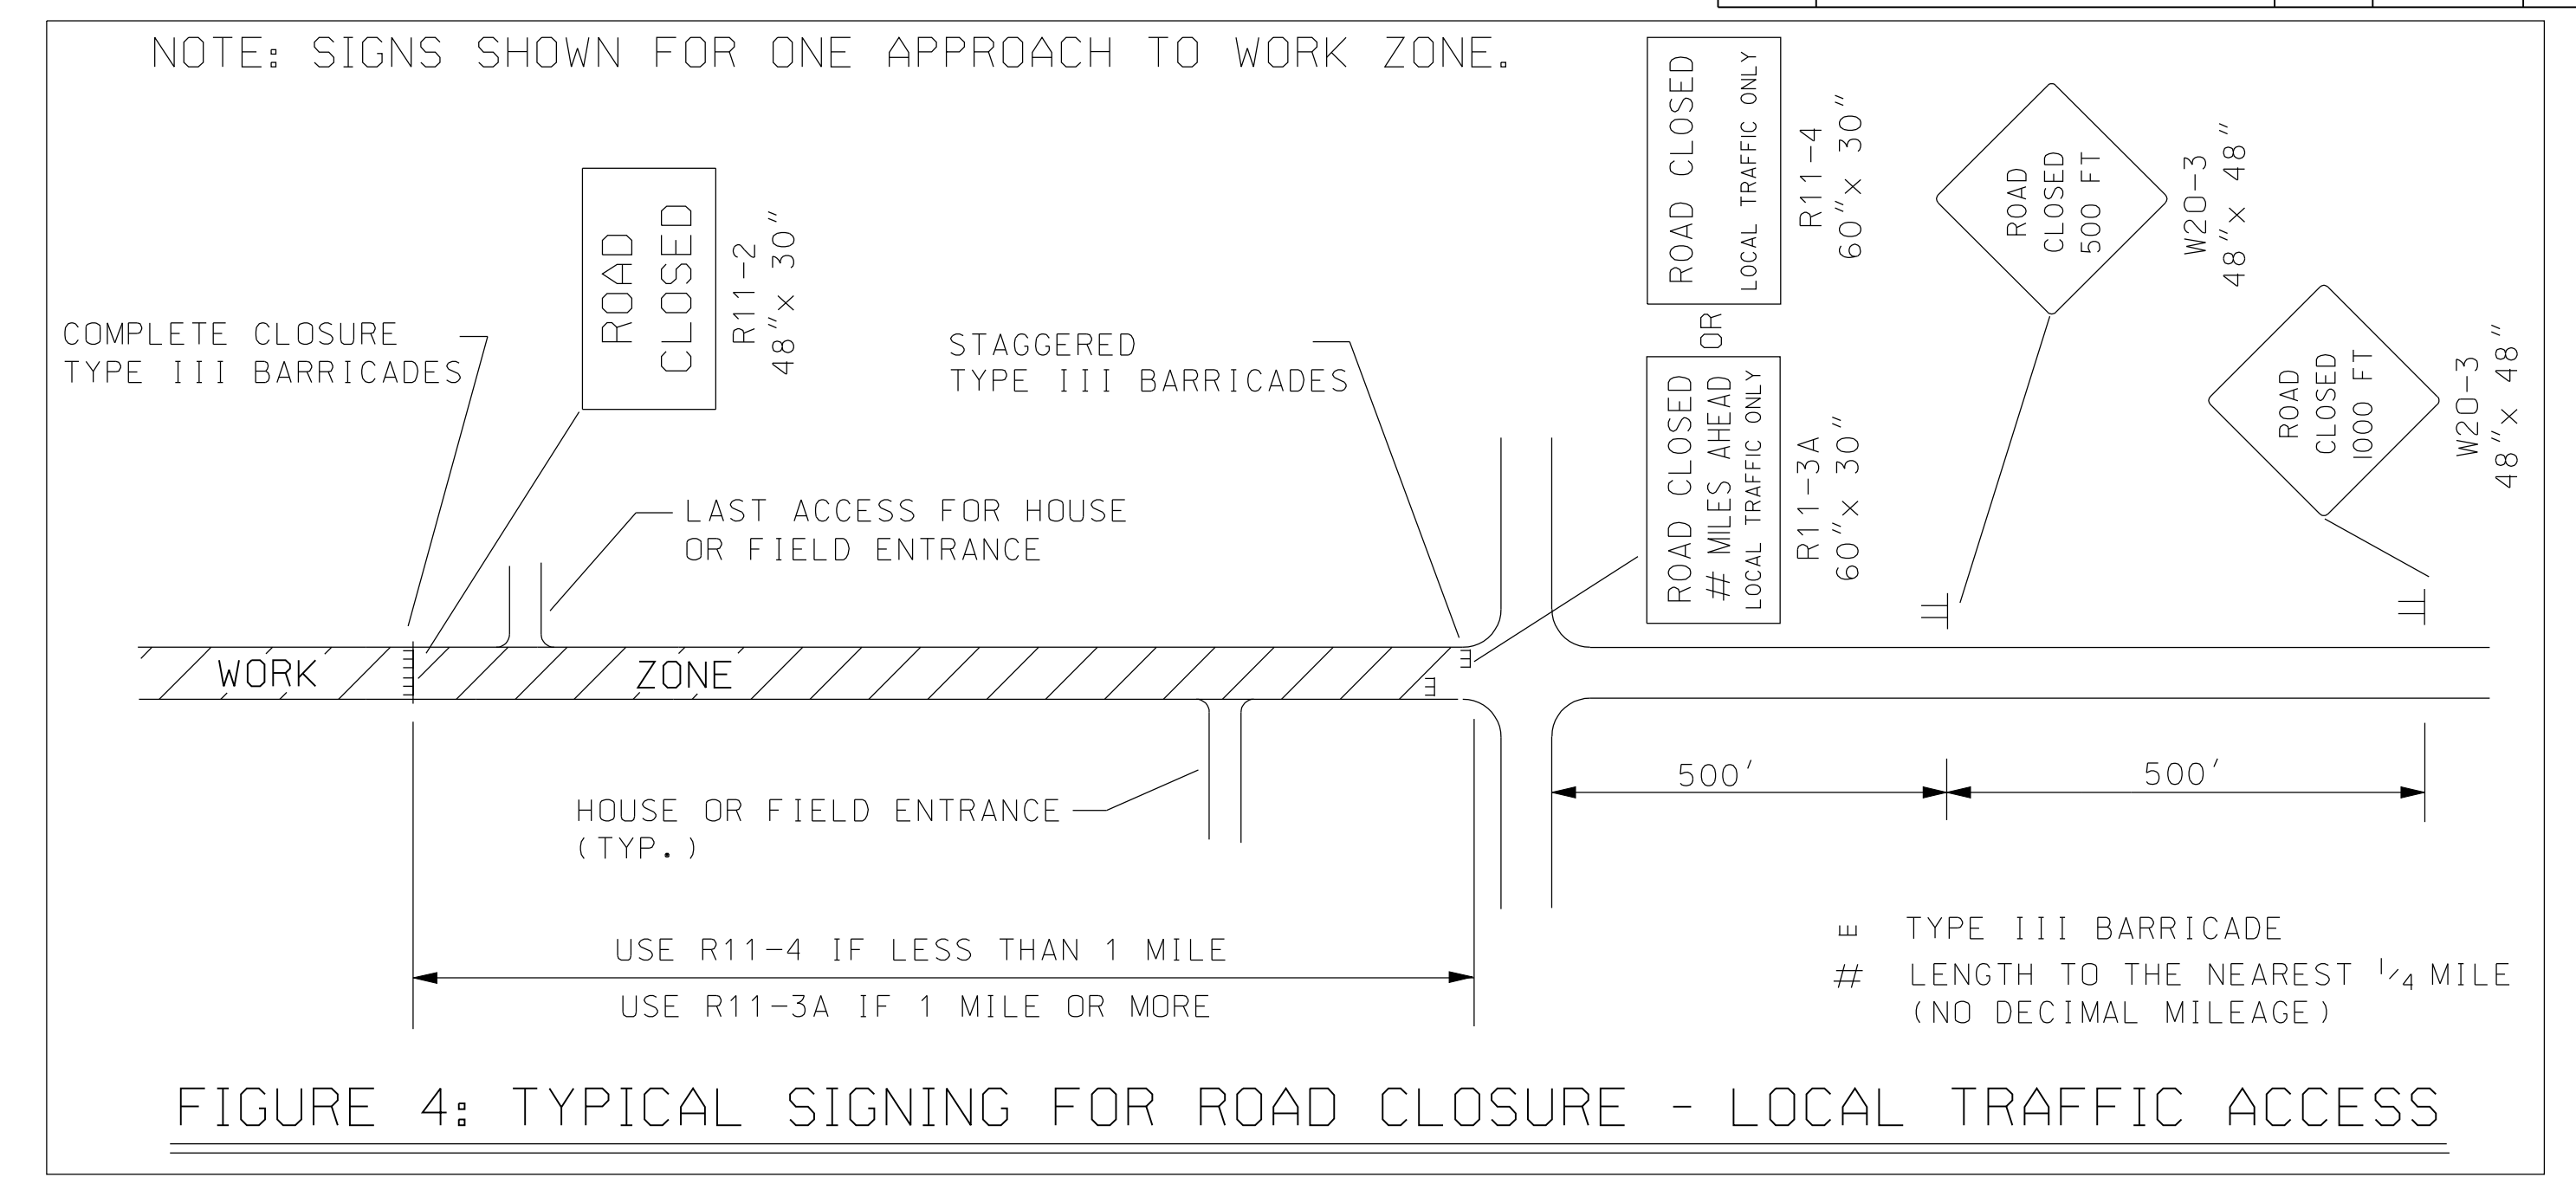 NOTE: SIGNS SHOWN FOR ONE APPROACH TO WORK ZONE.
COMPLETE CLOSURE
TYPE III BARRICADES
ROAD
CLOSED
R11-2
48"x 30"
LAST ACCESS FOR HOUSE
OR FIELD ENTRANCE
STAGGERED
TYPE III BARRICADES
ROAD CLOSED
LOCAL TRAFFIC ONLY
R11-4
60"x 30"
OR
ROAD CLOSED
# MILES AHEAD
LOCAL TRAFFIC ONLY
R11-3A
60"x 30"
ROAD
CLOSED
500 FT
W20-3
48"x 48"
ROAD
CLOSED
1000 FT
W20-3
48"x 48"
WORK ZONE
HOUSE OR FIELD ENTRANCE
(TYP.)
500'
500'
USE R11-4 IF LESS THAN 1 MILE
USE R11-3A IF 1 MILE OR MORE
TYPE III BARRICADE
# LENGTH TO THE NEAREST 1/4 MILE
(NO DECIMAL MILEAGE)
FIGURE 4: TYPICAL SIGNING FOR ROAD CLOSURE - LOCAL TRAFFIC ACCESS